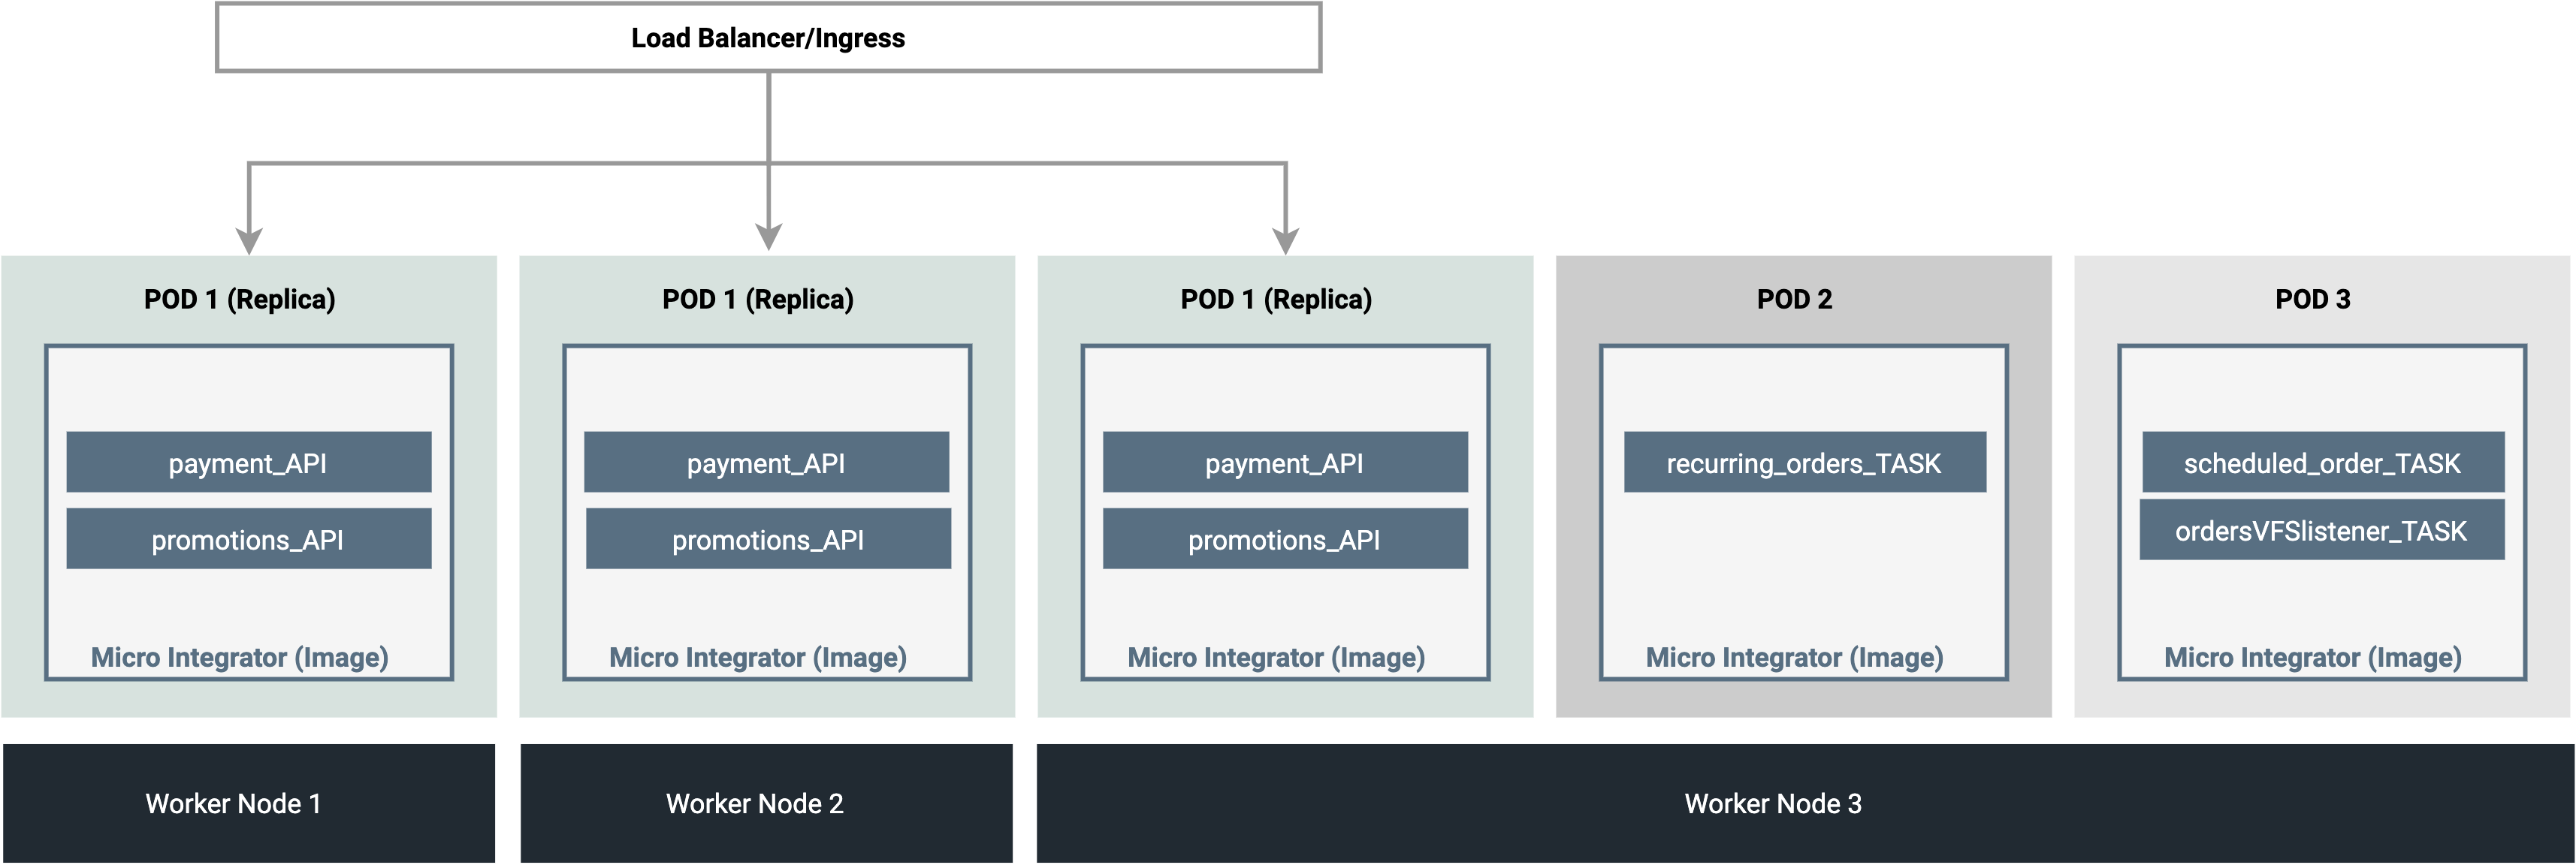 Load Balancer/Ingress
POD 1 (Replica)
payment_API
promotions_API
Micro Integrator (Image)
POD 1 (Replica)
payment_API
promotions_API
Micro Integrator (Image)
POD 1 (Replica)
payment_API
promotions_API
Micro Integrator (Image)
POD 2
recurring_orders_TASK
Micro Integrator (Image)
POD 3
scheduled_order_TASK
ordersVFSlistener_TASK
Micro Integrator (Image)
Worker Node 1
Worker Node 2
Worker Node 3